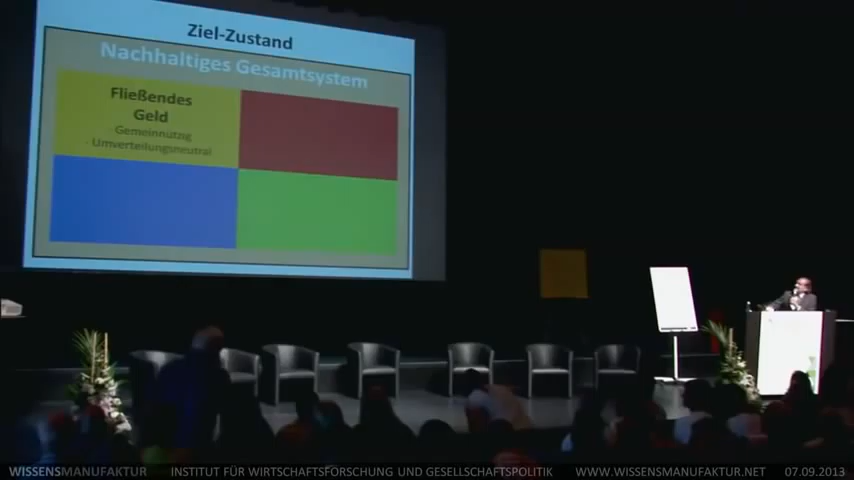 Ziel-Zustand
Nachhaltiges Gesamtsystem
Fließendes
Geld
- Gemeinnützig
- Umverteilungsneutral
WISSENSMANUFAKTUR INSTITUT FÜR WIRTSCHAFTSFORSCHUNG UND GESELLSCHAFTSPOLITIK WWW.WISSENSMANUFAKTUR.NET 07.09.2013